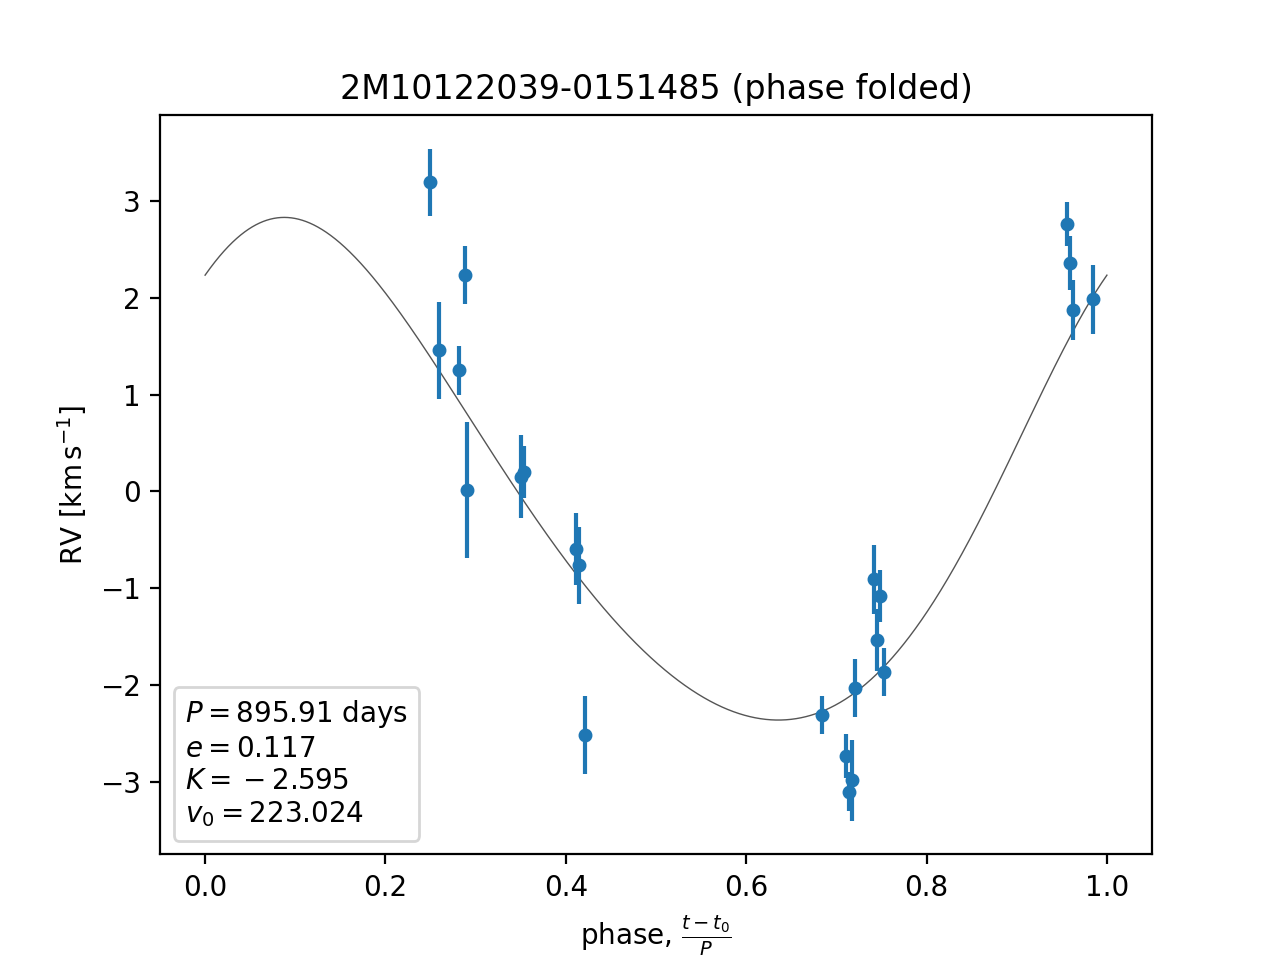 2M10122039-0151485 (phase folded)
RV [km s⁻¹]
3
2
1
0
−1
−2
−3
P = 895.91 days
e = 0.117
K = −2.595
v₀ = 223.024
0.0 0.2 0.4 0.6 0.8 1.0
phase, (t − t₀)/P